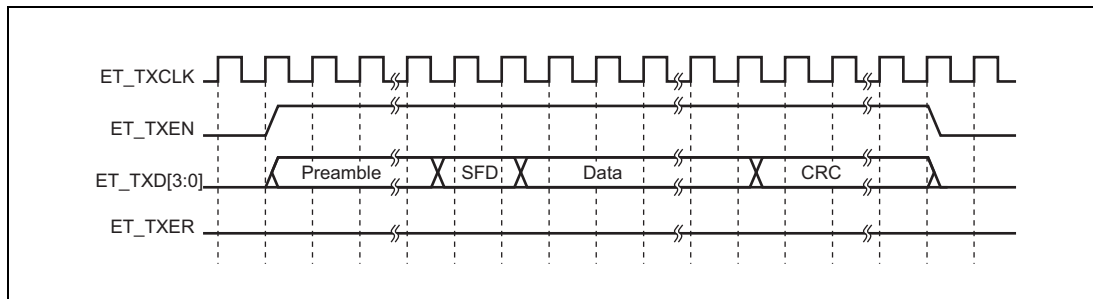 ET_TXCLK
ET_TXEN
ET_TXD[3:0]
Preamble SFD Data CRC
ET_TXER